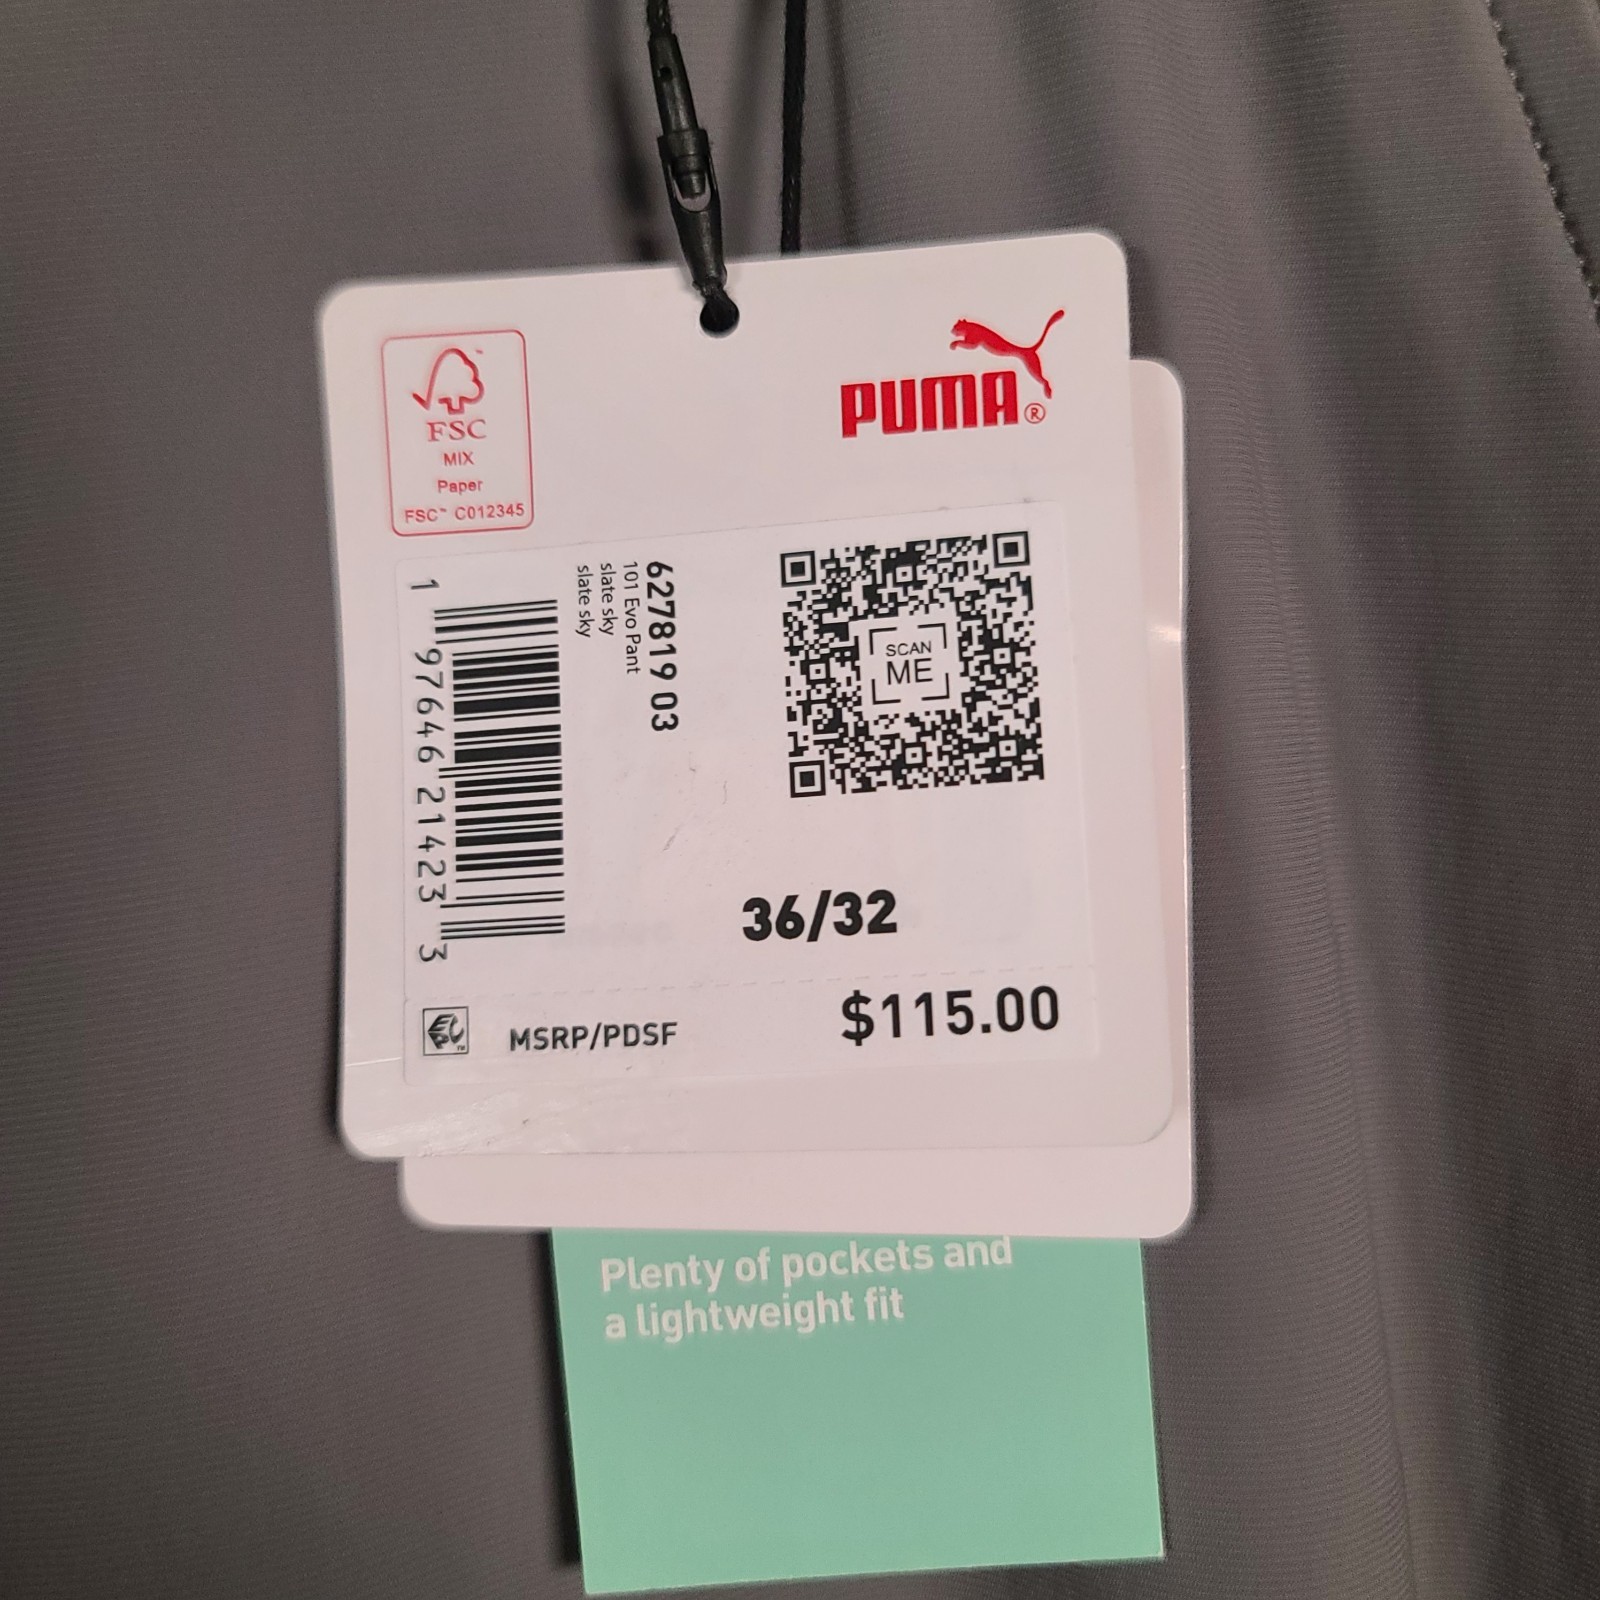 PUMA®
FSC™
MIX
Paper
FSC™ C012345
627819 03
101 Evo Pant
slate sky
slate sky
1 97646 21423 3
SCAN
ME
36/32
MSRP/PDSF
$115.00
Plenty of pockets and
a lightweight fit